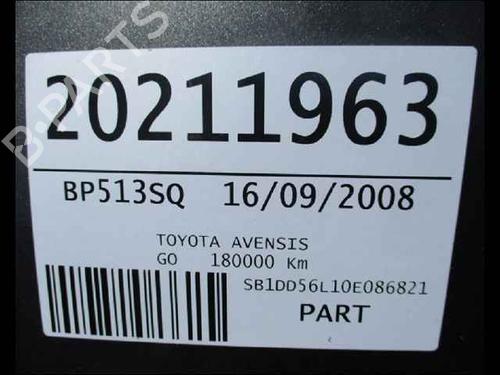 20211963
BP513SQ 16/09/2008
TOYOTA AVENSIS
GO 180000 Km
SB1DD56L10E086821
PART
B-PARTS